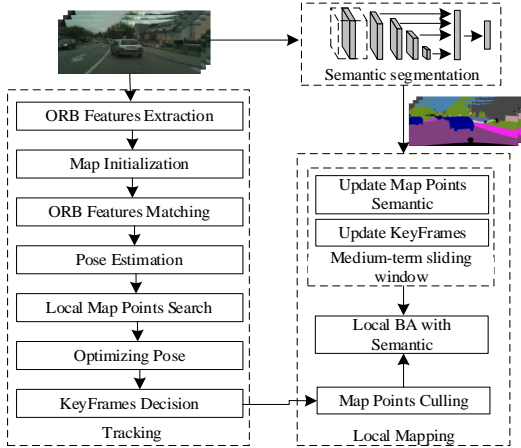 Semantic segmentation
ORB Features Extraction
Map Initialization
ORB Features Matching
Pose Estimation
Local Map Points Search
Optimizing Pose
KeyFrames Decision
Tracking
Update Map Points
Semantic
Update KeyFrames
Medium-term sliding
window
Local BA with
Semantic
Map Points Culling
Local Mapping